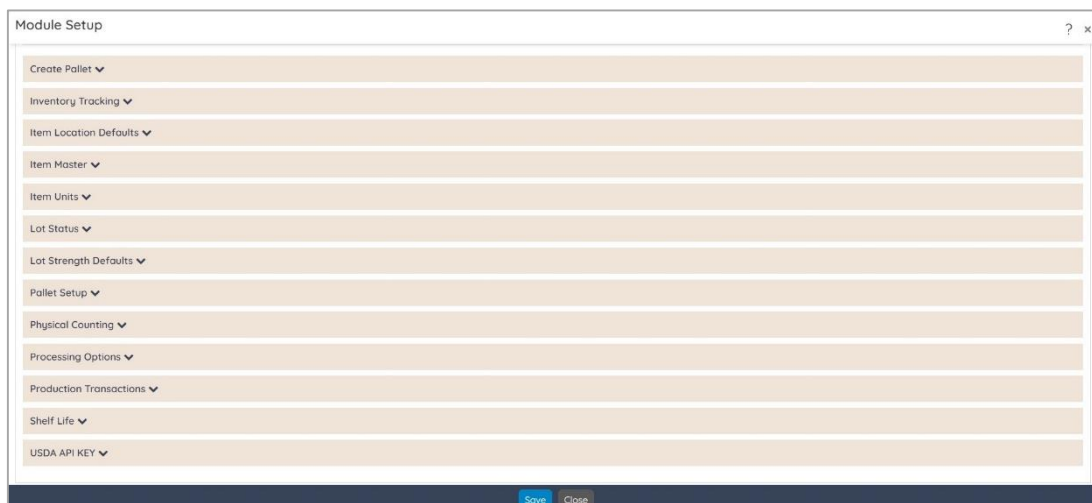 Module Setup
? ×
Create Pallet
Inventory Tracking
Item Location Defaults
Item Master
Item Units
Lot Status
Lot Strength Defaults
Pallet Setup
Physical Counting
Processing Options
Production Transactions
Shelf Life
USDA API KEY
Save Close